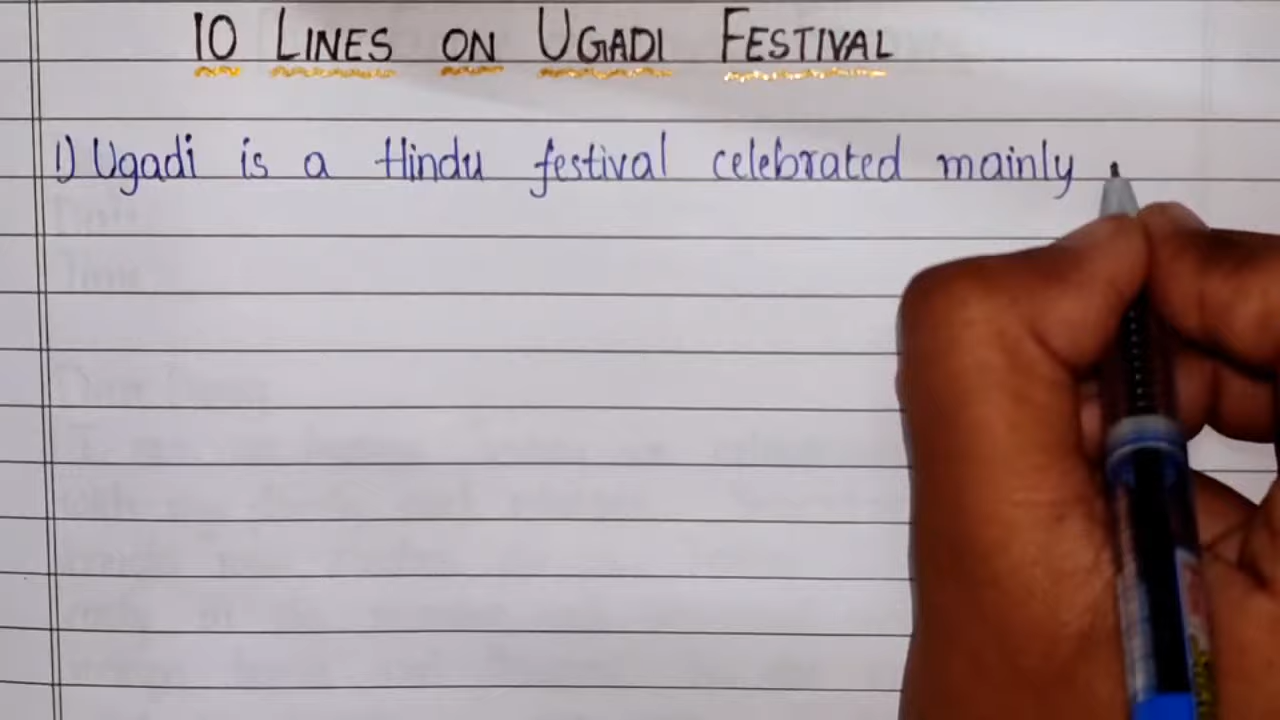 10 LINES ON UGADI FESTIVAL
1) Ugadi is a Hindu festival celebrated mainly